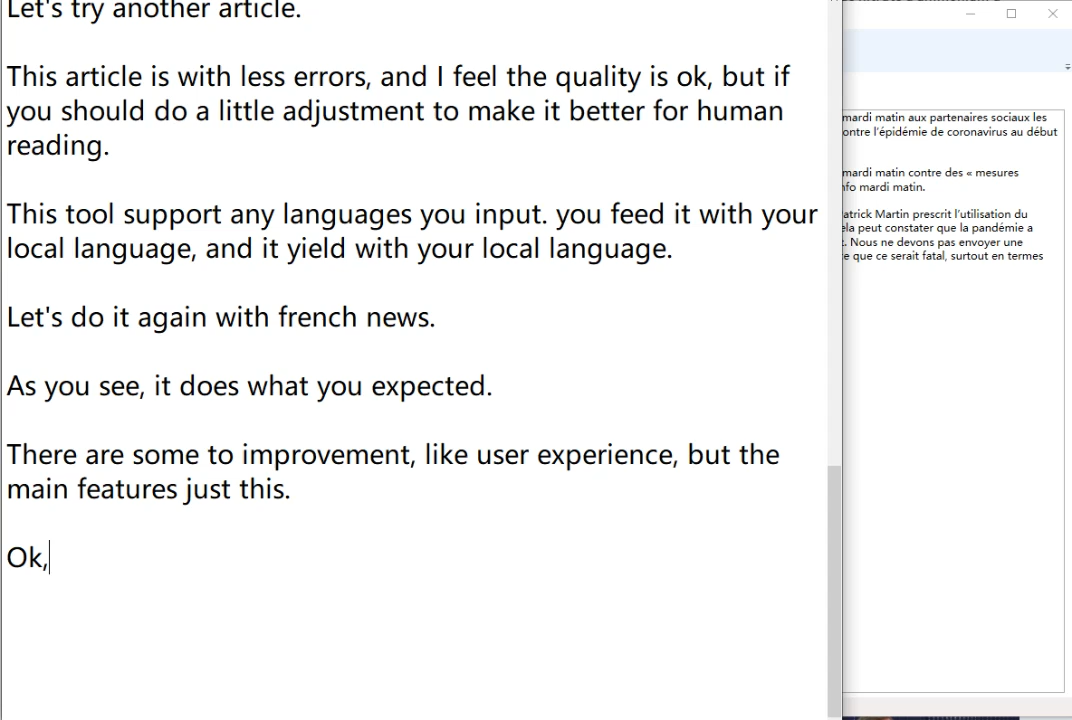 Let's try another article.
This article is with less errors, and I feel the quality is ok, but if
you should do a little adjustment to make it better for human
reading.
This tool support any languages you input. you feed it with your
local language, and it yield with your local language.
Let's do it again with french news.
As you see, it does what you expected.
There are some to improvement, like user experience, but the
main features just this.
Ok,
mardi matin aux partenaires sociaux les
ontre l'épidémie de coronavirus au début
mardi matin contre des « mesures
nfo mardi matin.
atrick Martin prescrit l'utilisation du
ela peut constater que la pandémie a
. Nous ne devons pas envoyer une
e que ce serait fatal, surtout en termes